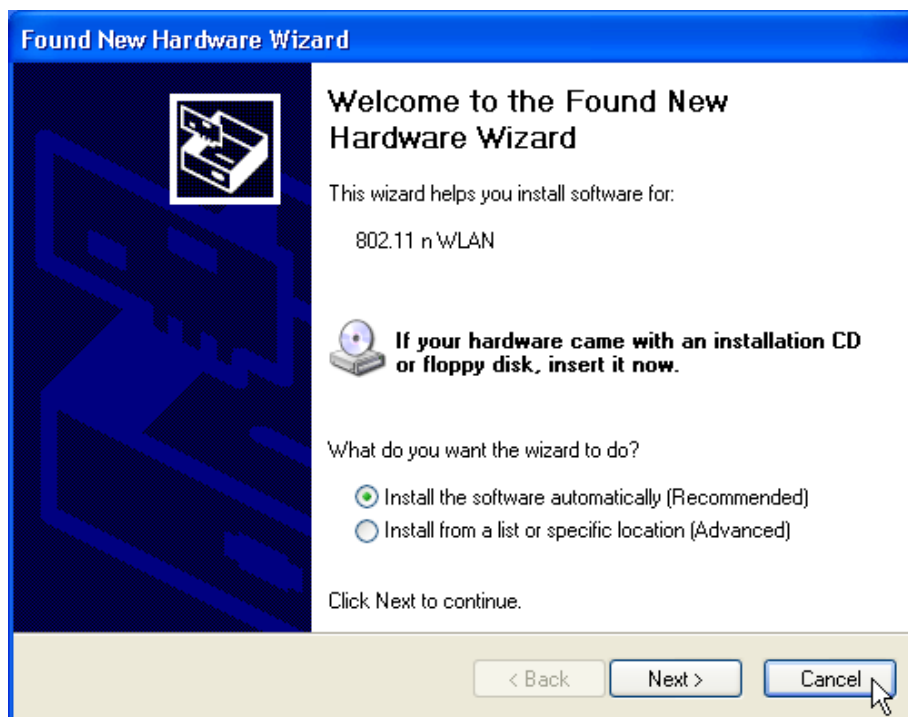 Found New Hardware Wizard
Welcome to the Found New
Hardware Wizard
This wizard helps you install software for:
802.11 n WLAN
If your hardware came with an installation CD
or floppy disk, insert it now.
What do you want the wizard to do?
Install the software automatically (Recommended)
Install from a list or specific location (Advanced)
Click Next to continue.
< Back Next > Cancel